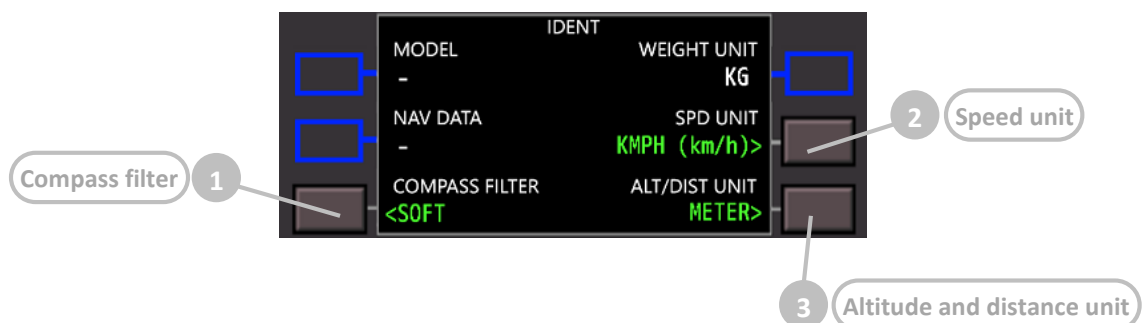 IDENT
MODEL WEIGHT UNIT
- KG
NAV DATA SPD UNIT
- KMPH (km/h)>
2 Speed unit
Compass filter 1
COMPASS FILTER ALT/DIST UNIT
<SOFT METER>
3 Altitude and distance unit